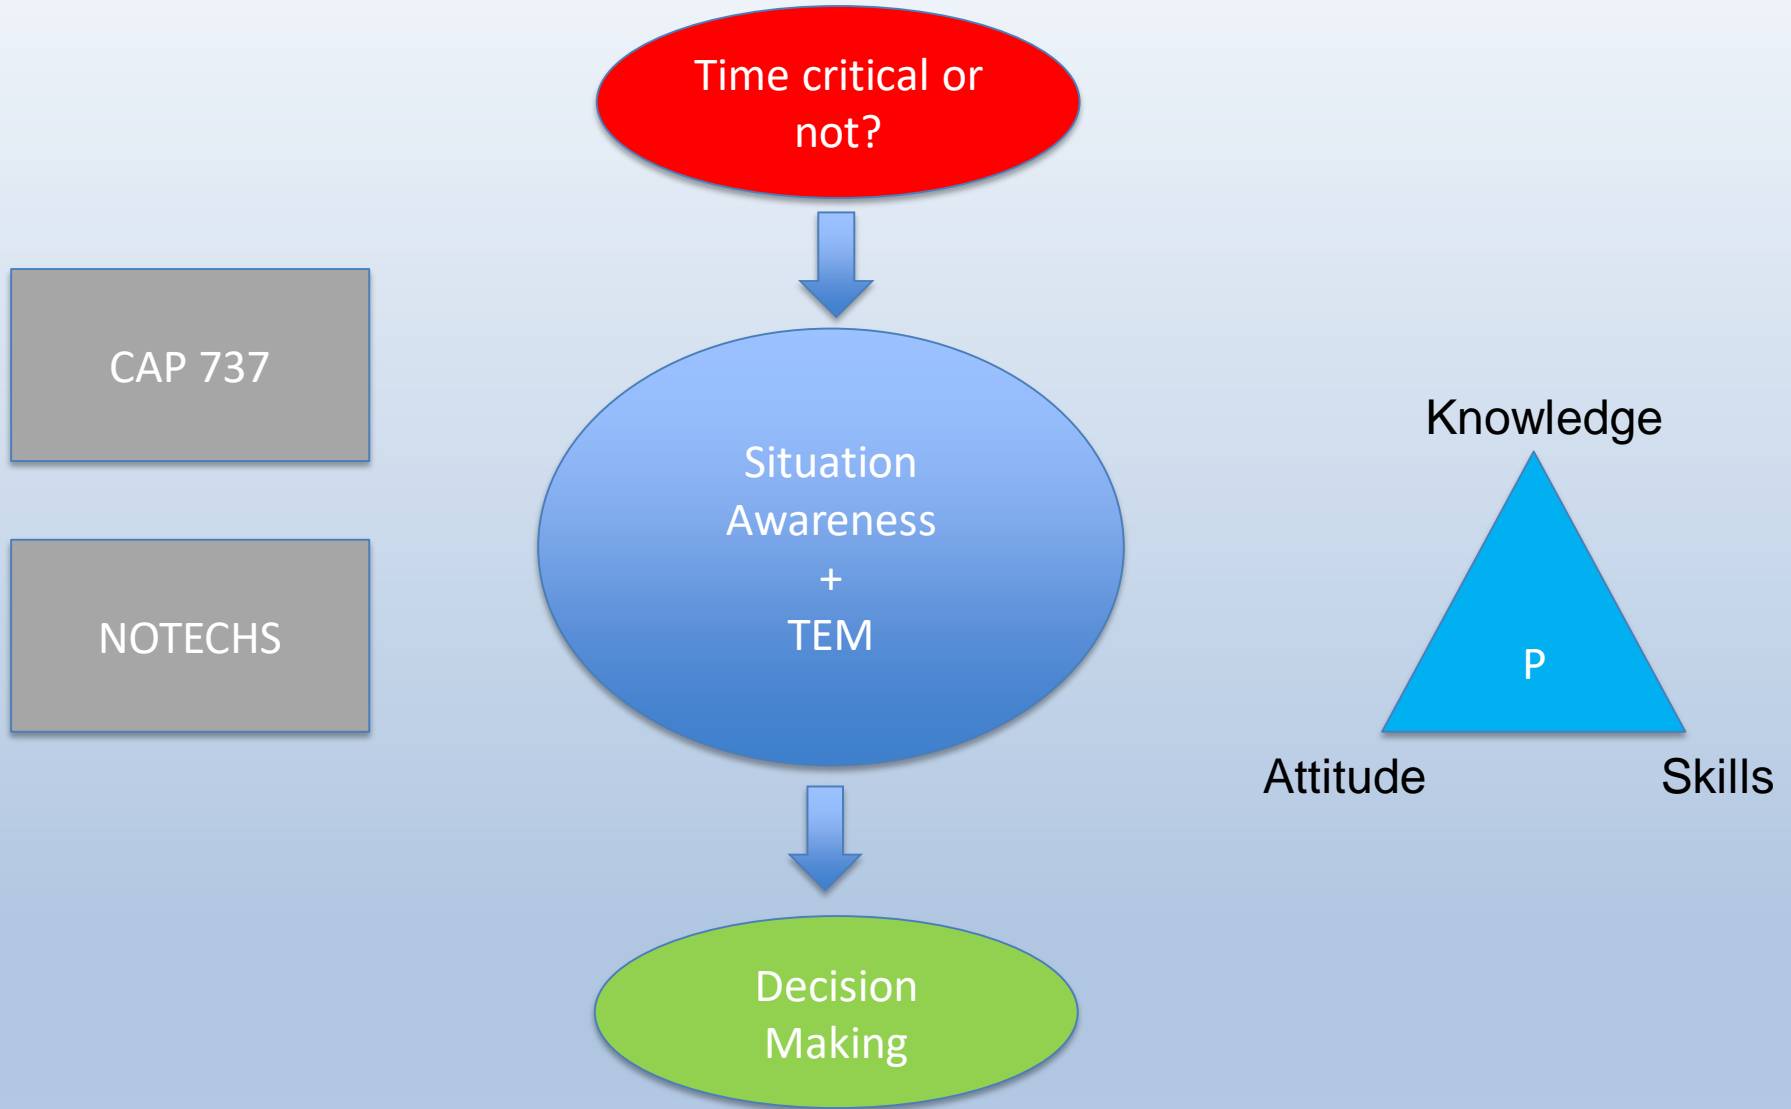 Time critical or
not?
CAP 737
NOTECHS
Situation
Awareness
+
TEM
Knowledge
P
Attitude
Skills
Decision
Making